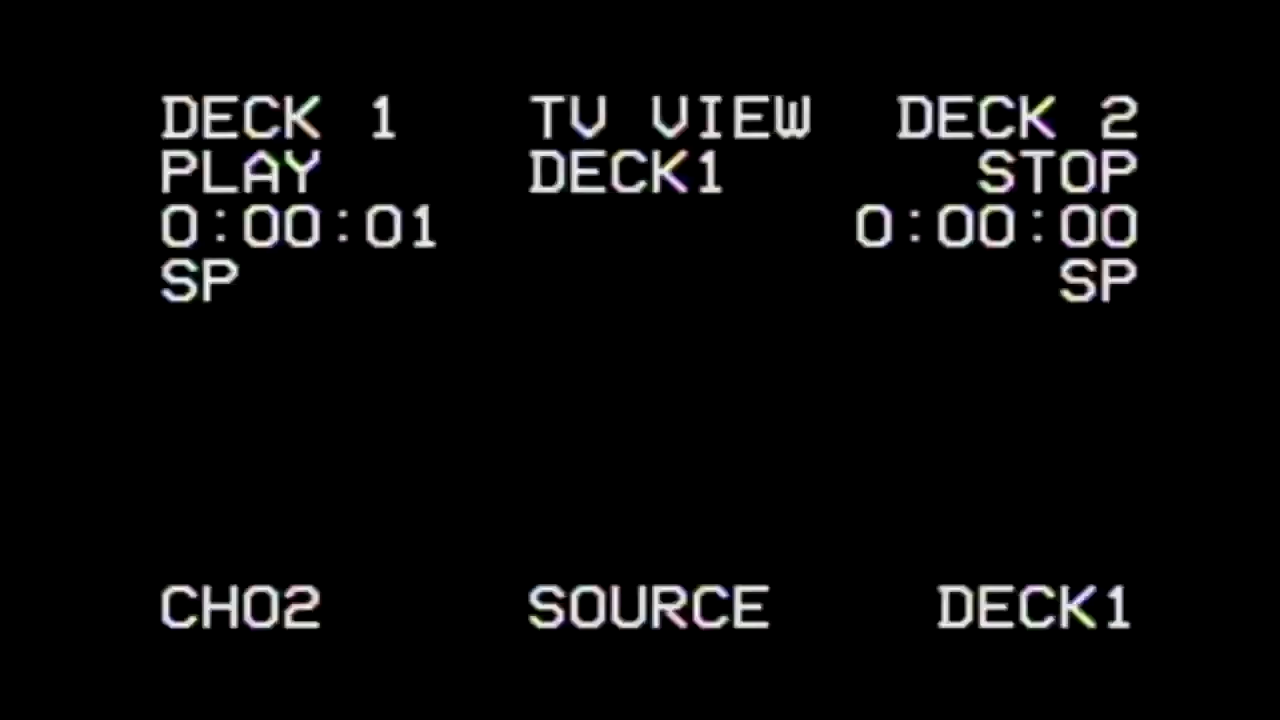 DECK 1 TV VIEW DECK 2
PLAY DECK1 STOP
0:00:01 0:00:00
SP SP
CH02 SOURCE DECK1